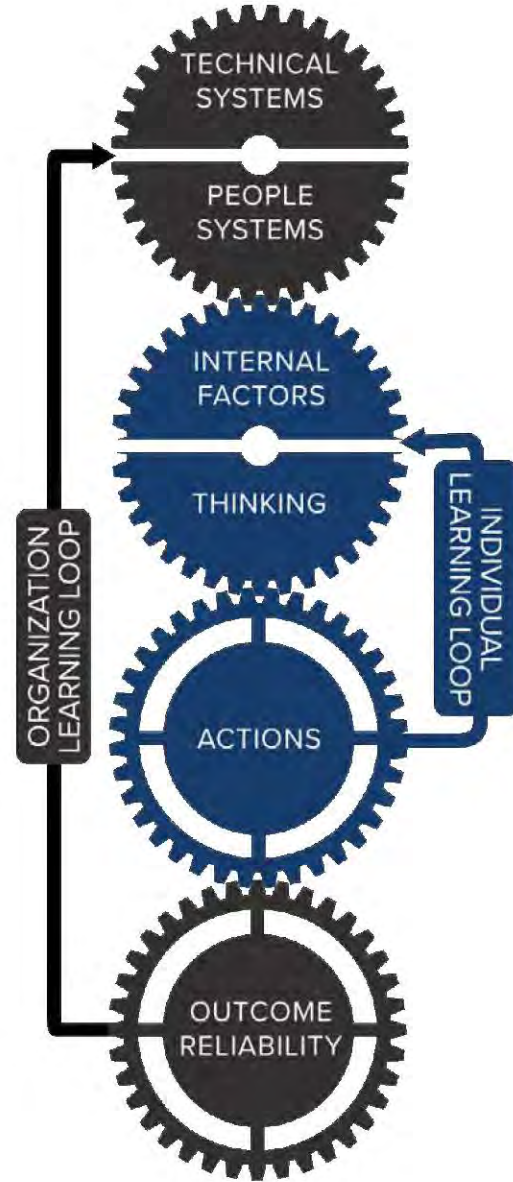 TECHNICAL
SYSTEMS
PEOPLE
SYSTEMS
INTERNAL
FACTORS
THINKING
ORGANIZATION
LEARNING LOOP
INDIVIDUAL
LEARNING LOOP
ACTIONS
OUTCOME
RELIABILITY